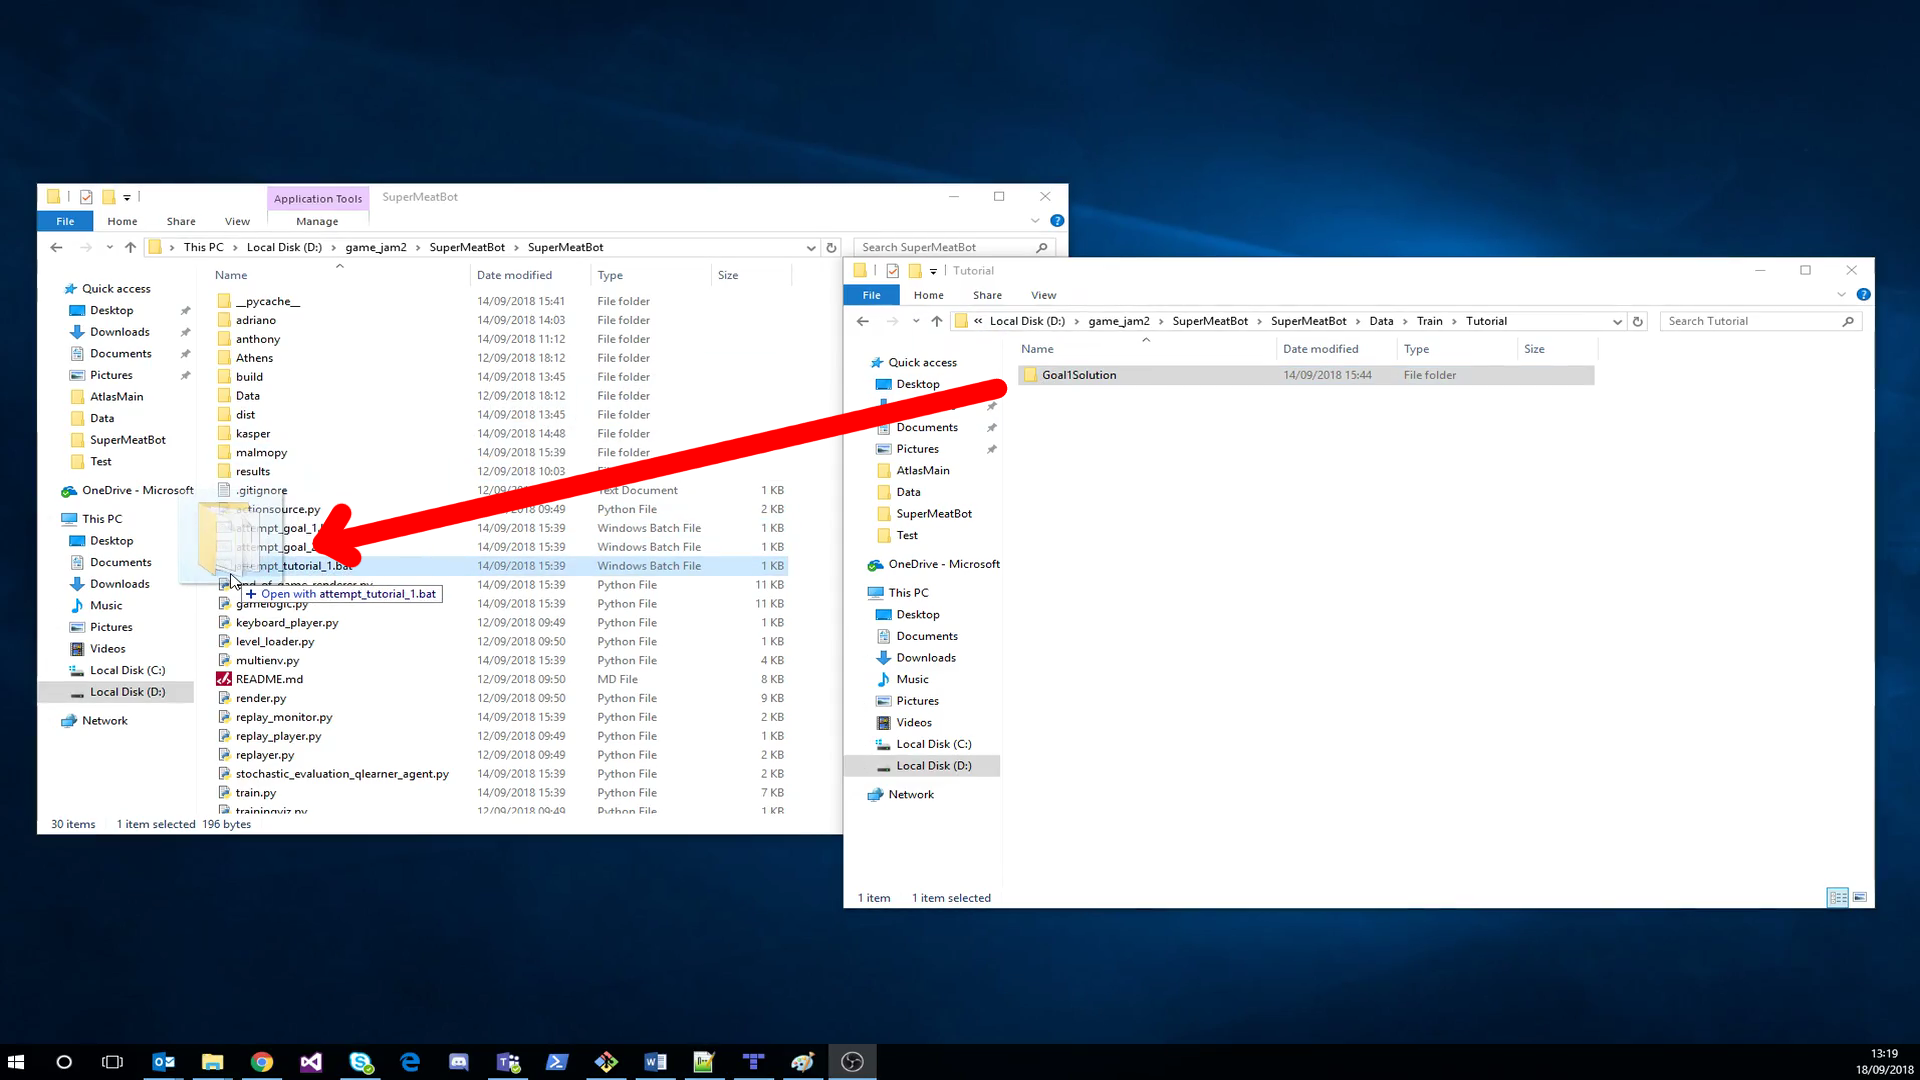 Application Tools SuperMeatBot
File Home Share View Manage
This PC Local Disk (D:) game_jam2 SuperMeatBot SuperMeatBot Search SuperMeatBot
Name Date modified Type Size
Quick access
Desktop
Downloads
Documents
Pictures
AtlasMain
Data
SuperMeatBot
Test
OneDrive - Microsoft
This PC
Desktop
Documents
Downloads
Music
Pictures
Videos
Local Disk (C:)
Local Disk (D:)
Network
__pycache__ 14/09/2018 15:41 File folder
adriano 14/09/2018 14:03 File folder
anthony 14/09/2018 11:12 File folder
Athens 12/09/2018 18:12 File folder
build 14/09/2018 13:45 File folder
Data 12/09/2018 18:12 File folder
dist 14/09/2018 13:45 File folder
kasper 14/09/2018 14:48 File folder
malmopy 14/09/2018 15:39 File folder
results 12/09/2018 10:03
.gitignore 12/09/2018 Text Document 1 KB
actionsource.py 09:49 Python File 2 KB
attempt_goal_1. 14/09/2018 15:39 Windows Batch File 1 KB
attempt_goal_ 14/09/2018 15:39 Windows Batch File 1 KB
attempt_tutorial_1.bat 14/09/2018 15:39 Windows Batch File 1 KB
end_of_game_renderer.py 14/09/2018 15:39 Python File 11 KB
Open with attempt_tutorial_1.bat
gamelogic.py 14/09/2018 15:39 Python File 11 KB
keyboard_player.py 12/09/2018 09:49 Python File 1 KB
level_loader.py 12/09/2018 09:50 Python File 1 KB
multienv.py 14/09/2018 15:39 Python File 4 KB
README.md 12/09/2018 09:50 MD File 8 KB
render.py 12/09/2018 09:50 Python File 9 KB
replay_monitor.py 14/09/2018 15:39 Python File 2 KB
replay_player.py 12/09/2018 09:49 Python File 1 KB
replayer.py 12/09/2018 09:49 Python File 2 KB
stochastic_evaluation_qlearner_agent.py 14/09/2018 15:39 Python File 2 KB
train.py 14/09/2018 15:39 Python File 7 KB
trainingviz.py 12/09/2018 09:49 Python File 1 KB
30 items 1 item selected 196 bytes
Tutorial
File Home Share View
« Local Disk (D:) game_jam2 SuperMeatBot SuperMeatBot Data Train Tutorial Search Tutorial
Name Date modified Type Size
Goal1Solution 14/09/2018 15:44 File folder
Quick access
Desktop
Documents
Pictures
AtlasMain
Data
SuperMeatBot
Test
OneDrive - Microsoft
This PC
Desktop
Documents
Downloads
Music
Pictures
Videos
Local Disk (C:)
Local Disk (D:)
Network
1 item 1 item selected
13:19
18/09/2018